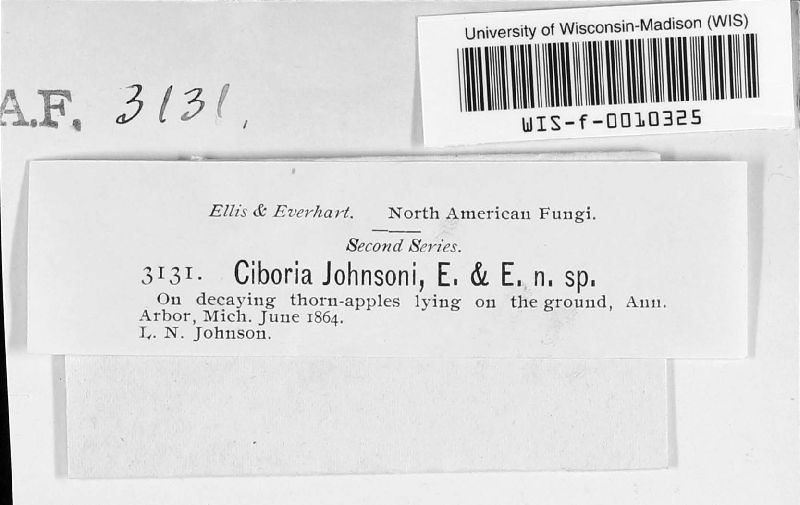 University of Wisconsin-Madison (WIS)
WIS-f-0010325
A.F. 3131.
Ellis & Everhart. North American Fungi.
Second Series.
3131. Ciboria Johnsoni, E. & E. n. sp.
On decaying thorn-apples lying on the ground, Ann.
Arbor, Mich. June 1864.
L. N. Johnson.